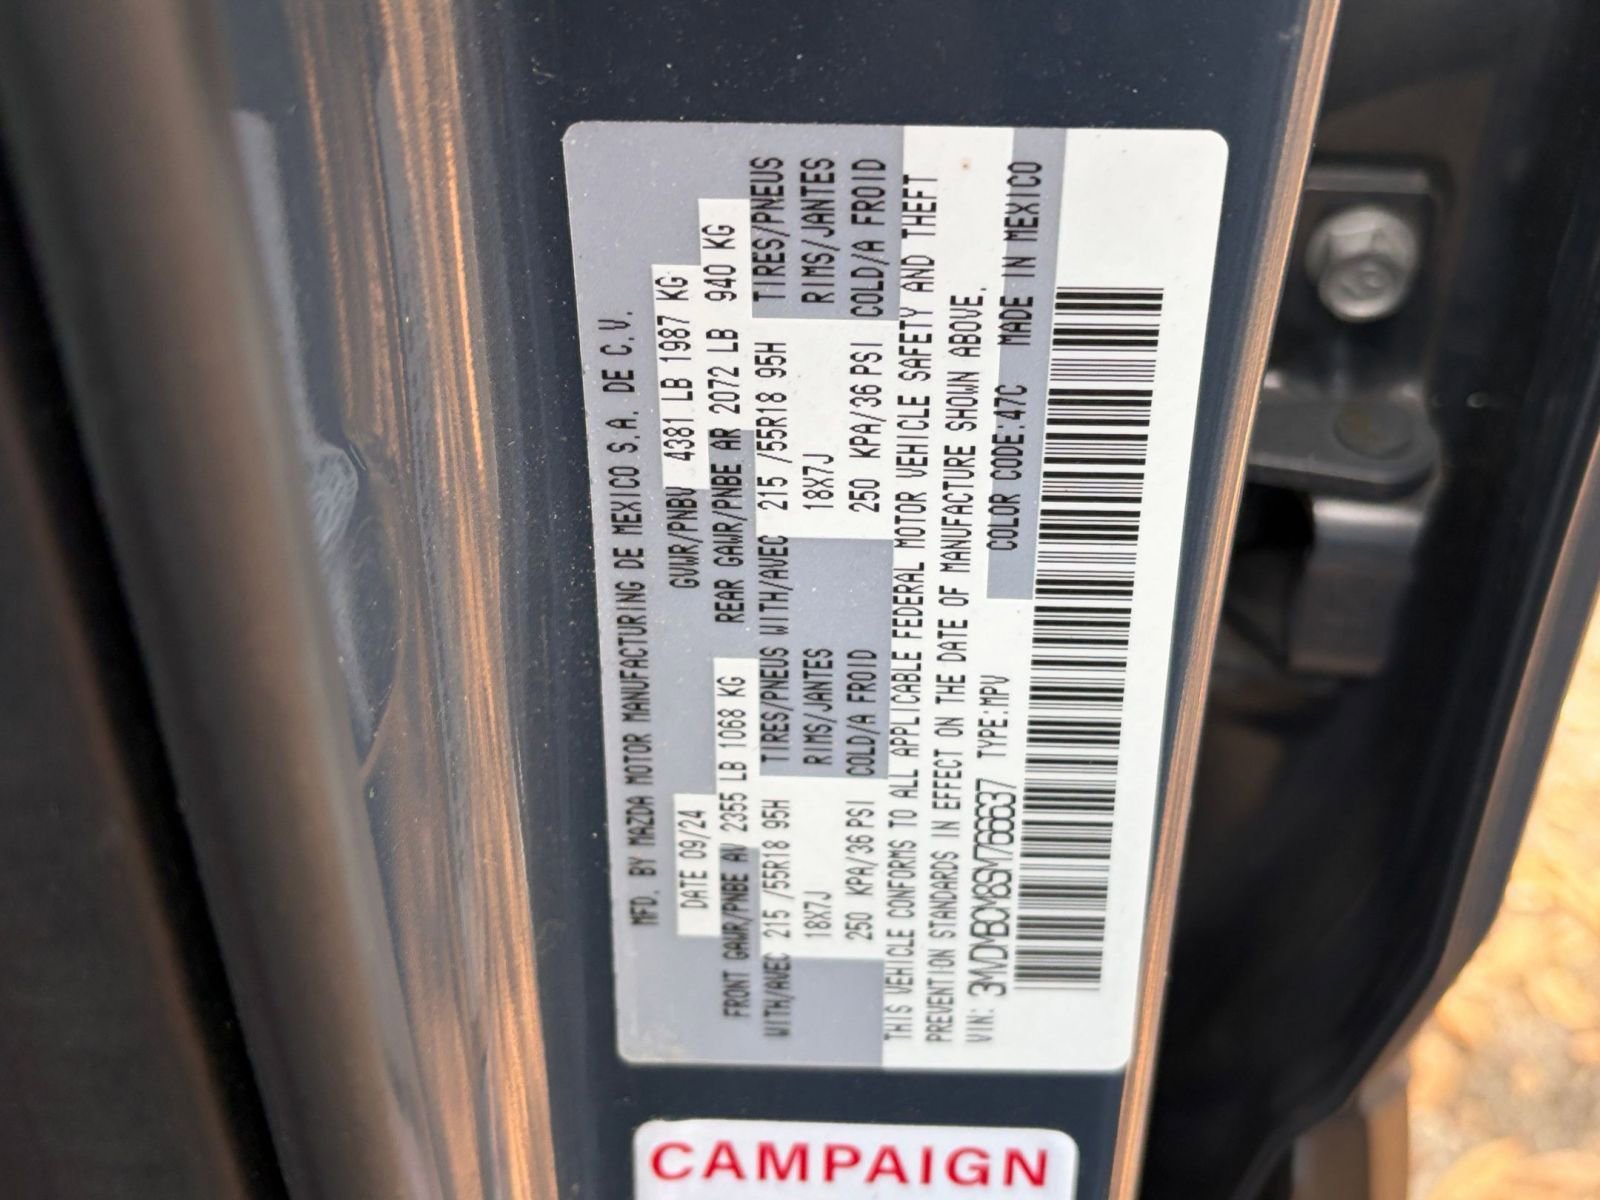 MFD. BY MAZDA MOTOR MANUFACTURING DE MEXICO S.A. DE C.V.
DATE 09/24 GVWR/PNBV 4381 LB 1987 KG
FRONT GAWR/PNBE AV 2355 LB 1068 KG REAR GAWR/PNBE AR 2072 LB 940 KG
WITH/AVEC 215 /55R18 95H TIRES/PNEUS WITH/AVEC 215 /55R18 95H TIRES/PNEUS
18X7J RIMS/JANTES 18X7J RIMS/JANTES
250 KPA/36 PSI COLD/A FROID 250 KPA/36 PSI COLD/A FROID
THIS VEHICLE CONFORMS TO ALL APPLICABLE FEDERAL MOTOR VEHICLE SAFETY AND THEFT
PREVENTION STANDARDS IN EFFECT ON THE DATE OF MANUFACTURE SHOWN ABOVE.
VIN: 3MVDMBCM8SM766637 TYPE:MPV COLOR CODE:47C MADE IN MEXICO
CAMPAIGN